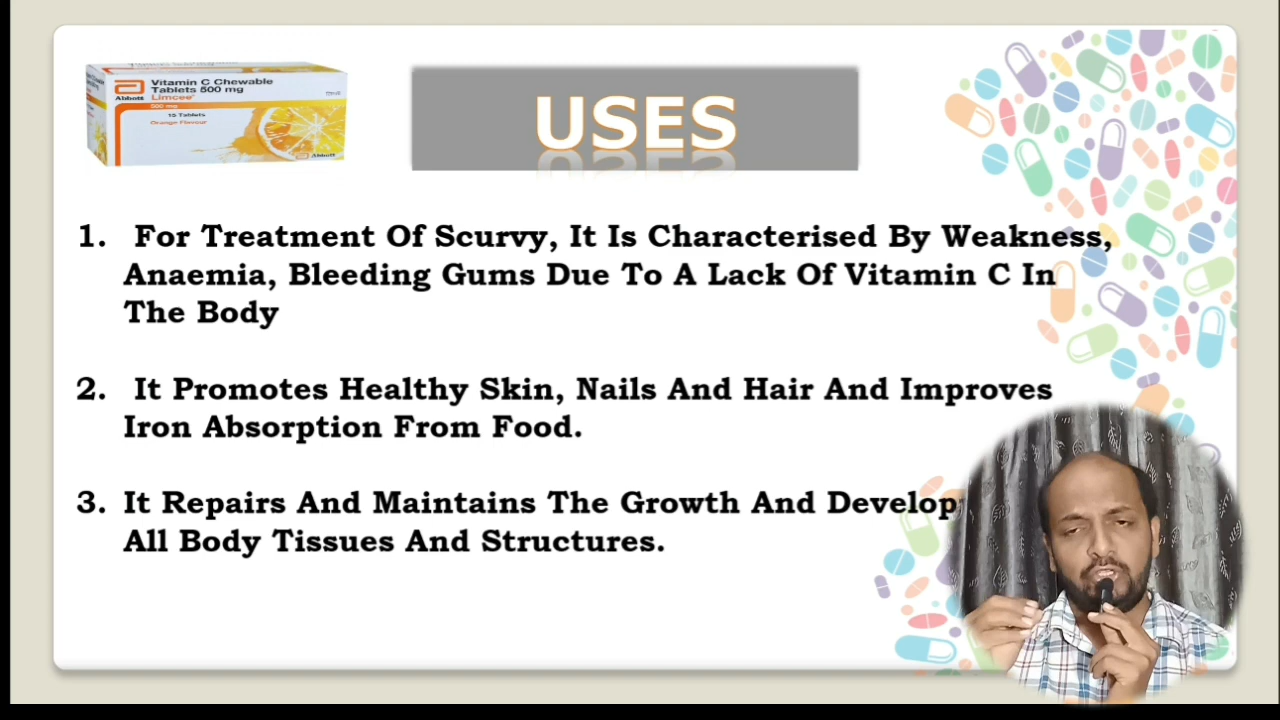 Vitamin C Chewable
Tablets 500 mg
Limcee
Abbott
500 mg
15 Tablets
Orange Flavour
Abbott
USES
1. For Treatment Of Scurvy, It Is Characterised By Weakness,
Anaemia, Bleeding Gums Due To A Lack Of Vitamin C In
The Body
2. It Promotes Healthy Skin, Nails And Hair And Improves
Iron Absorption From Food.
3. It Repairs And Maintains The Growth And Develop
All Body Tissues And Structures.